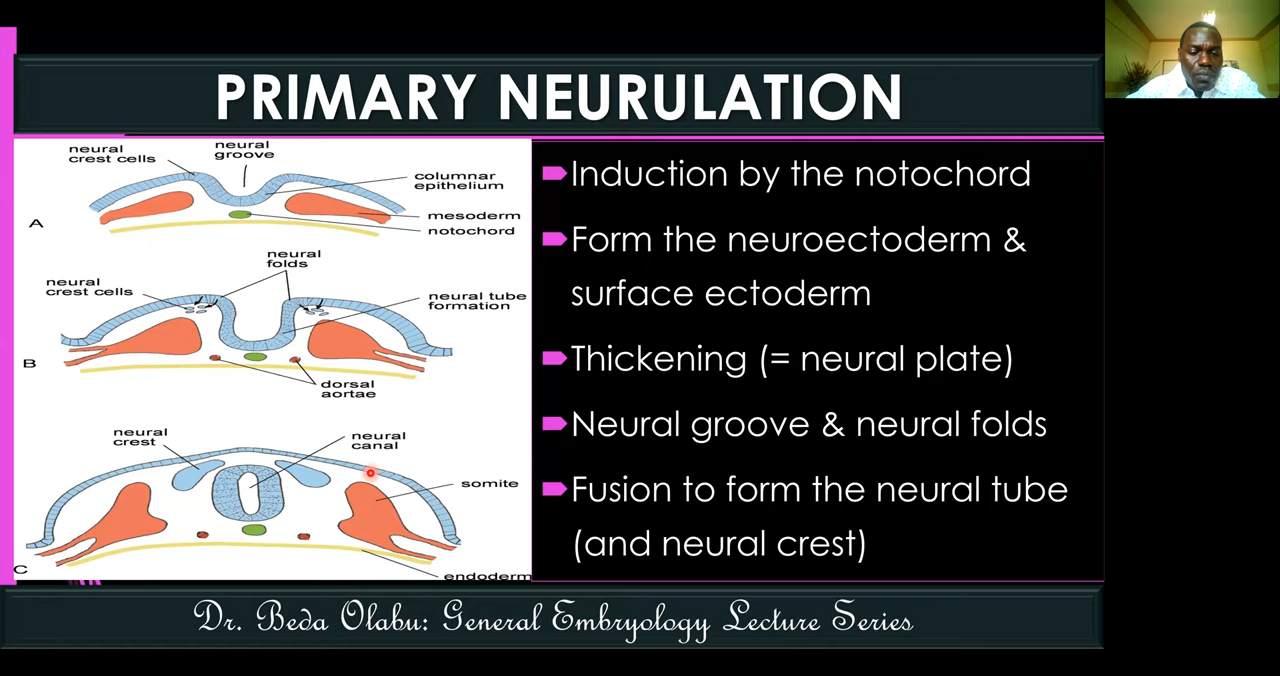 PRIMARY NEURULATION
neural
crest cells
neural
groove
columnar
epithelium
mesoderm
notochord
A
neural
folds
neural
crest cells
neural tube
formation
B
dorsal
aortae
neural
crest
neural
canal
somite
C
endoderm
Induction by the notochord
Form the neuroectoderm &
surface ectoderm
Thickening (= neural plate)
Neural groove & neural folds
Fusion to form the neural tube
(and neural crest)
Dr. Beda Olabu: General Embryology Lecture Series